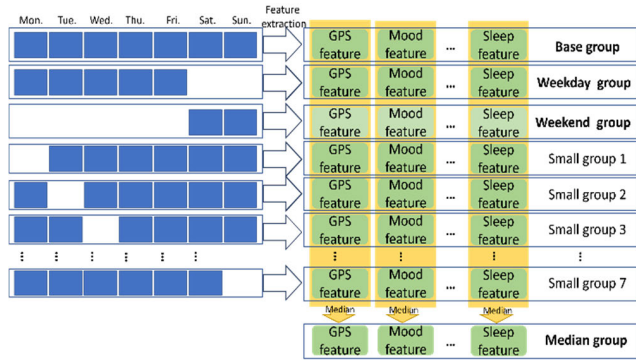 Mon. Tue. Wed. Thu. Fri. Sat. Sun. Feature extraction
GPS feature Mood feature ... Sleep feature Base group
GPS feature Mood feature ... Sleep feature Weekday group
GPS feature Mood feature ... Sleep feature Weekend group
GPS feature Mood feature ... Sleep feature Small group 1
GPS feature Mood feature ... Sleep feature Small group 2
GPS feature Mood feature ... Sleep feature Small group 3
GPS feature Mood feature ... Sleep feature Small group 7
Median Median Median
GPS feature Mood feature ... Sleep feature Median group